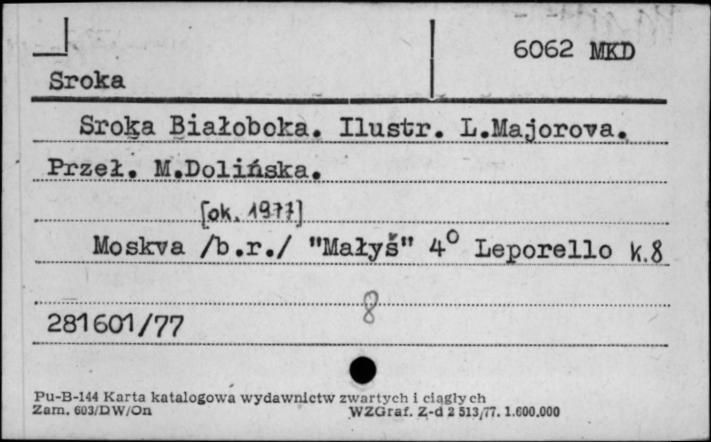 6062 MKD
Sroka
Sroka Białoboka. Ilustr. L.Majorova.
Przeł. M.Dolińska.
[ok. 1977]
Moskva /b.r./ "Małyš" 4° Leporello k.8
8
281601/77
Pu-B-144 Karta katalogowa wydawnictw zwartych i ciągłych
Zam. 603/DW/On WZGraf. Z-d 2 513/77. 1.600.000